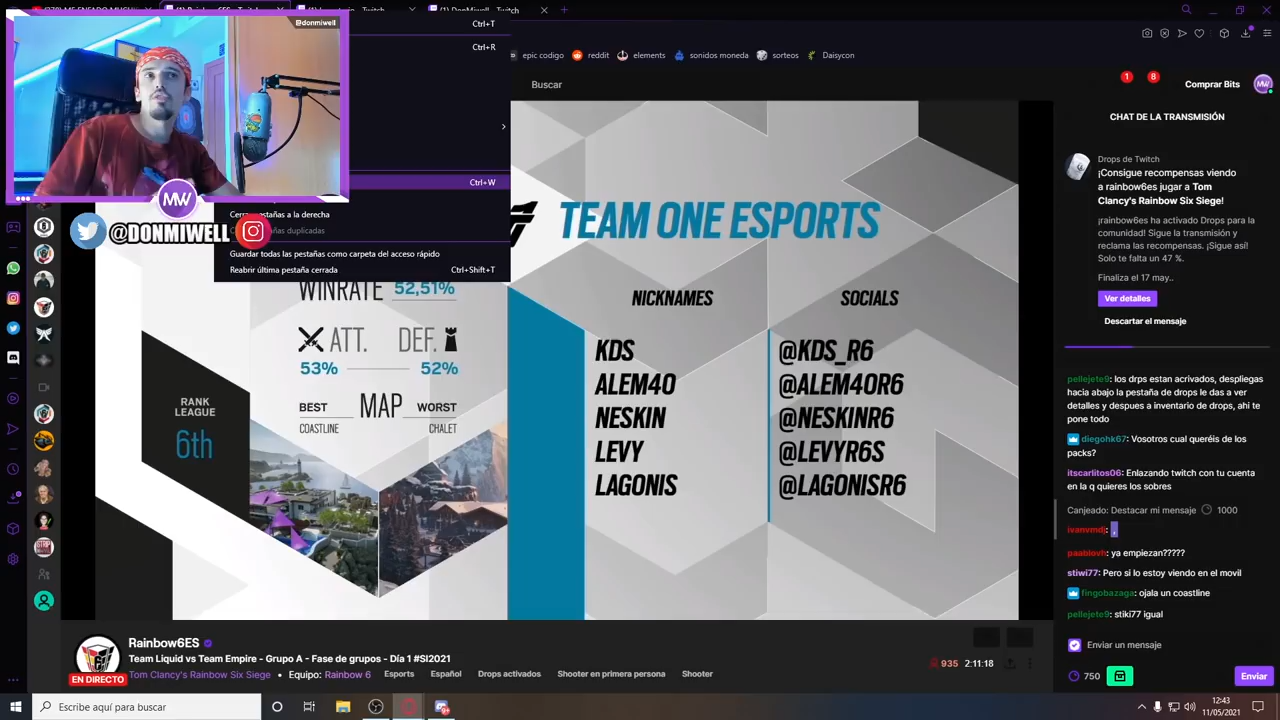 @donmiwell
Ctrl+T
Ctrl+R
Ctrl+W
Cerrar pestañas a la derecha
duplicadas
Guardar todas las pestañas como carpeta del acceso rápido
Reabrir última pestaña cerrada Ctrl+Shift+T
MW
@DONMIWELL
epic codigo
reddit
elements
sonidos moneda
sorteos
Daisycon
Buscar
1
8
Comprar Bits
TEAM ONE ESPORTS
NICKNAMES
SOCIALS
KDS
@KDS_R6
ALEM4O
@ALEM4OR6
NESKIN
@NESKINR6
LEVY
@LEVYR6S
LAGONIS
@LAGONISR6
WINRATE 52,51%
ATT. DEF.
53% 52%
BEST MAP WORST
COASTLINE CHALET
RANK
LEAGUE
6th
CHAT DE LA TRANSMISIÓN
Drops de Twitch
¡Consigue recompensas viendo
a rainbow6es jugar a Tom
Clancy's Rainbow Six Siege!
¡rainbow6es ha activado Drops para la
comunidad! Sigue la transmisión y
reclama las recompensas. ¡Sigue así!
Solo te falta un 47 %.
Finaliza el 17 may..
Ver detalles
Descartar el mensaje
pellejete9: los drps estan acrivados, despliegas
hacia abajo la pestaña de drops le das a ver
detalles y despues a inventario de drops, ahi te
pone todo
diegohk67: Vosotros cual queréis de los
packs?
itscarlitos06: Enlazando twitch con tu cuenta
en la q quieres los sobres
Canjeado: Destacar mi mensaje 1000
ivanvmdj: ,
paablovh: ya empiezan?????
stiwi77: Pero si lo estoy viendo en el movil
fingobazaga: ojala un coastline
pellejete9: stiki77 igual
Enviar un mensaje
750
Enviar
Rainbow6ES
Team Liquid vs Team Empire - Grupo A - Fase de grupos - Día 1 #SI2021
Tom Clancy's Rainbow Six Siege • Equipo: Rainbow 6
Esports
Español
Drops activados
Shooter en primera persona
Shooter
EN DIRECTO
935
2:11:18
Escribe aquí para buscar
12:43
11/05/2021